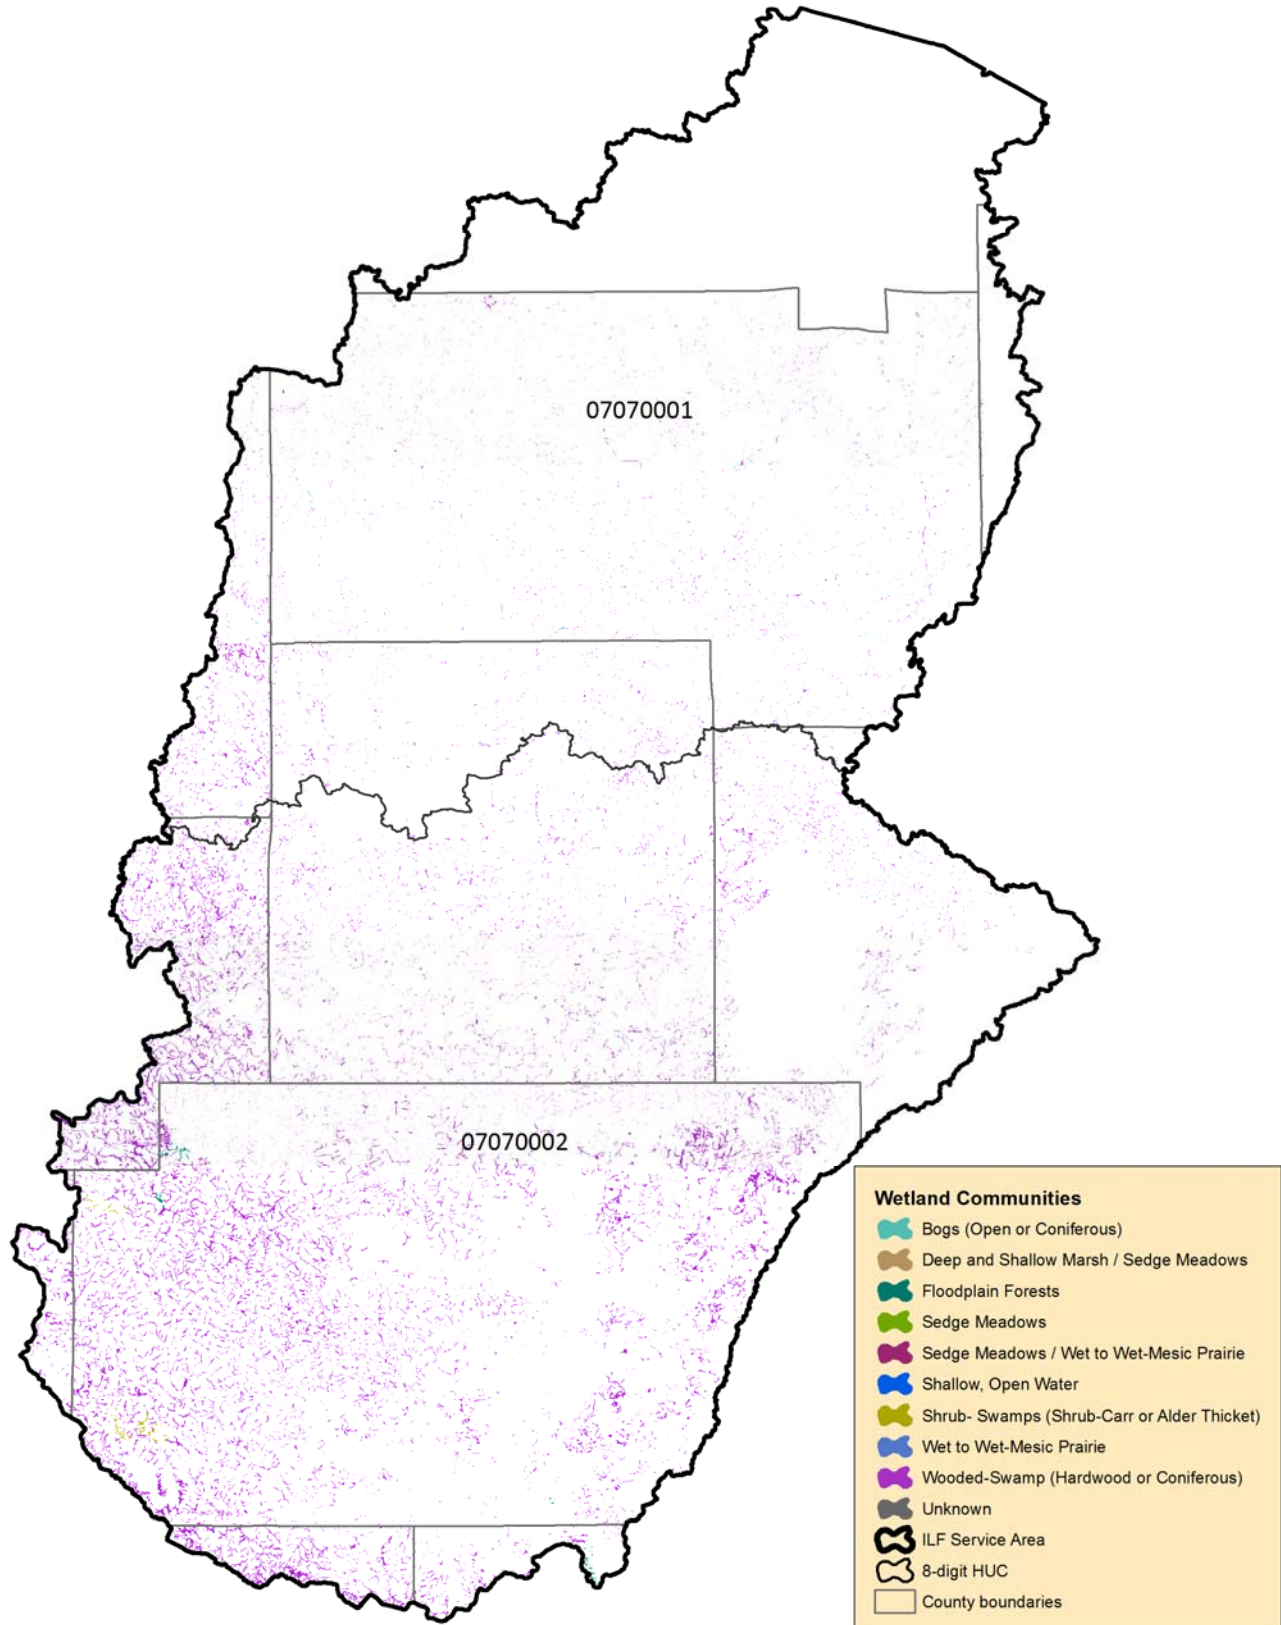 07070001
07070002
Wetland Communities
Bogs (Open or Coniferous)
Deep and Shallow Marsh / Sedge Meadows
Floodplain Forests
Sedge Meadows
Sedge Meadows / Wet to Wet-Mesic Prairie
Shallow, Open Water
Shrub- Swamps (Shrub-Carr or Alder Thicket)
Wet to Wet-Mesic Prairie
Wooded-Swamp (Hardwood or Coniferous)
Unknown
ILF Service Area
8-digit HUC
County boundaries